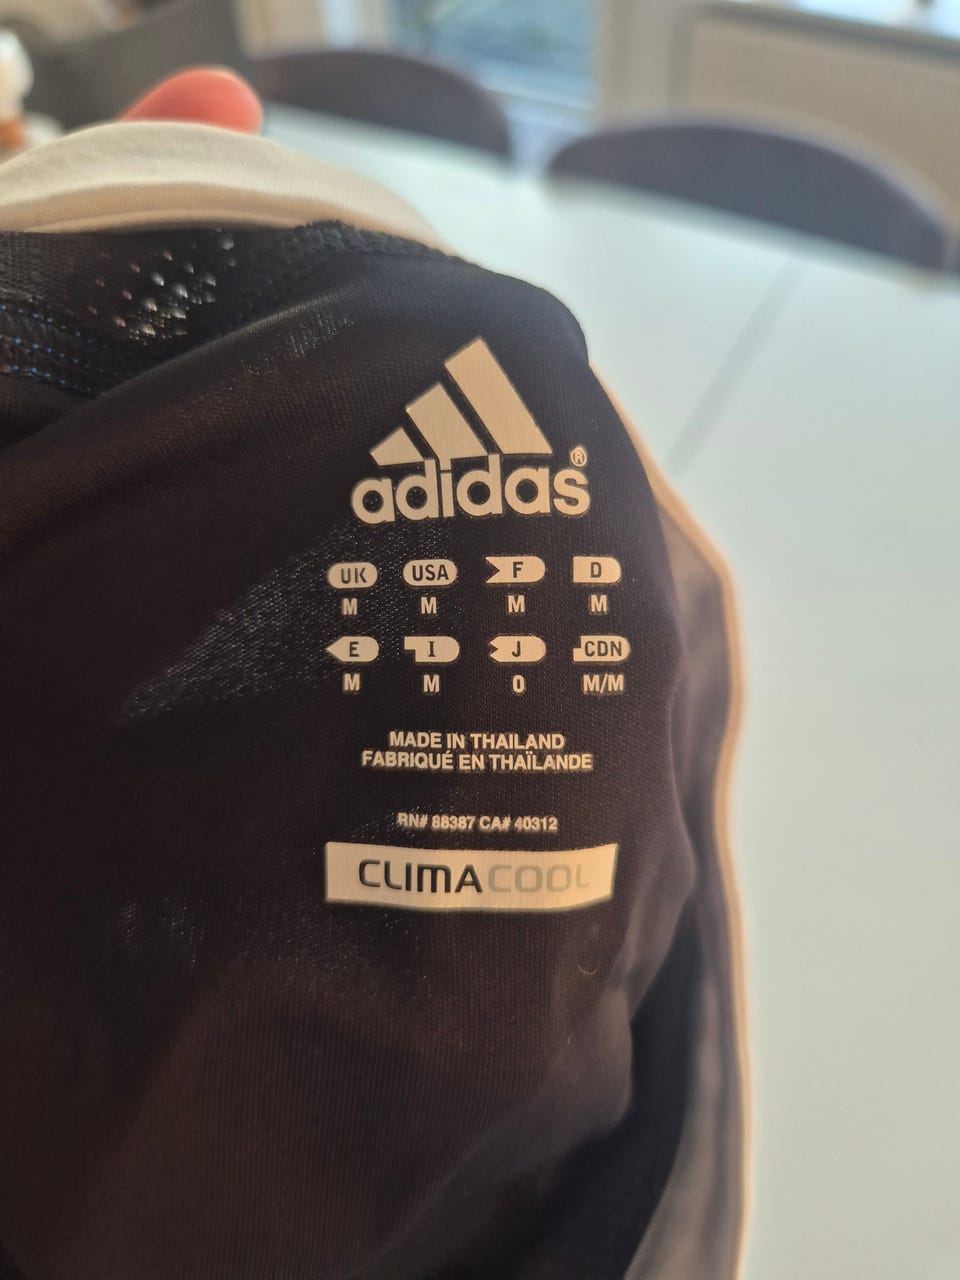 adidas®
UK USA F D
M M M M
E I J CDN
M M O M/M
MADE IN THAILAND
FABRIQUÉ EN THAÏLANDE
RN# 88387 CA# 40312
CLIMACOOL